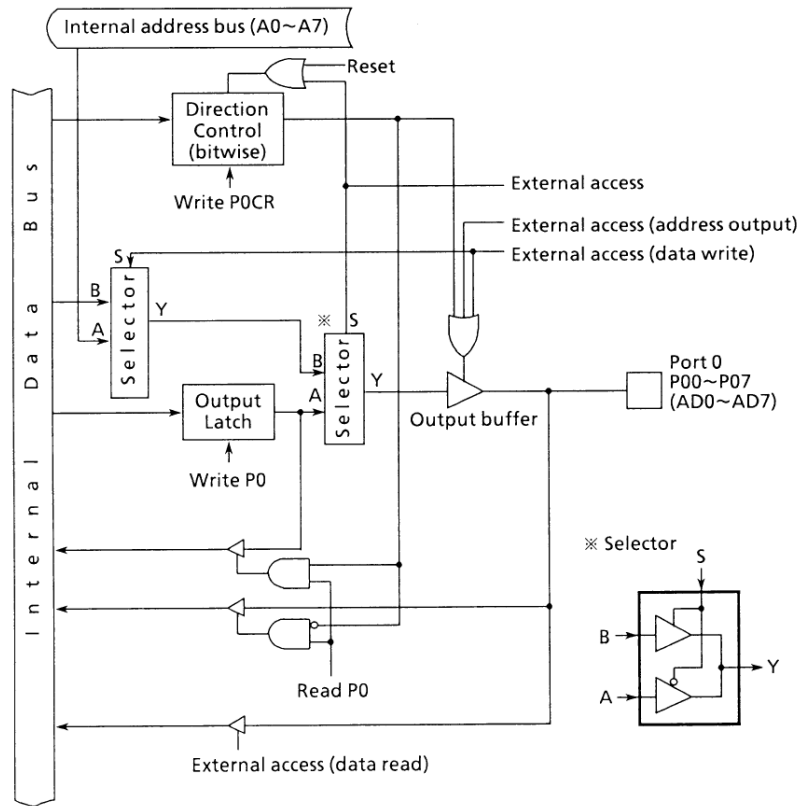 Internal address bus (A0~A7)
Reset
Direction
Control
(bitwise)
Write P0CR
External access
External access (address output)
External access (data write)
S
B
A
Selector
Y
※
S
B
A
Selector
Y
Output
Latch
Write P0
Output buffer
Port 0
P00~P07
(AD0~AD7)
Internal Data Bus
Read P0
External access (data read)
※ Selector
S
B
A
Y